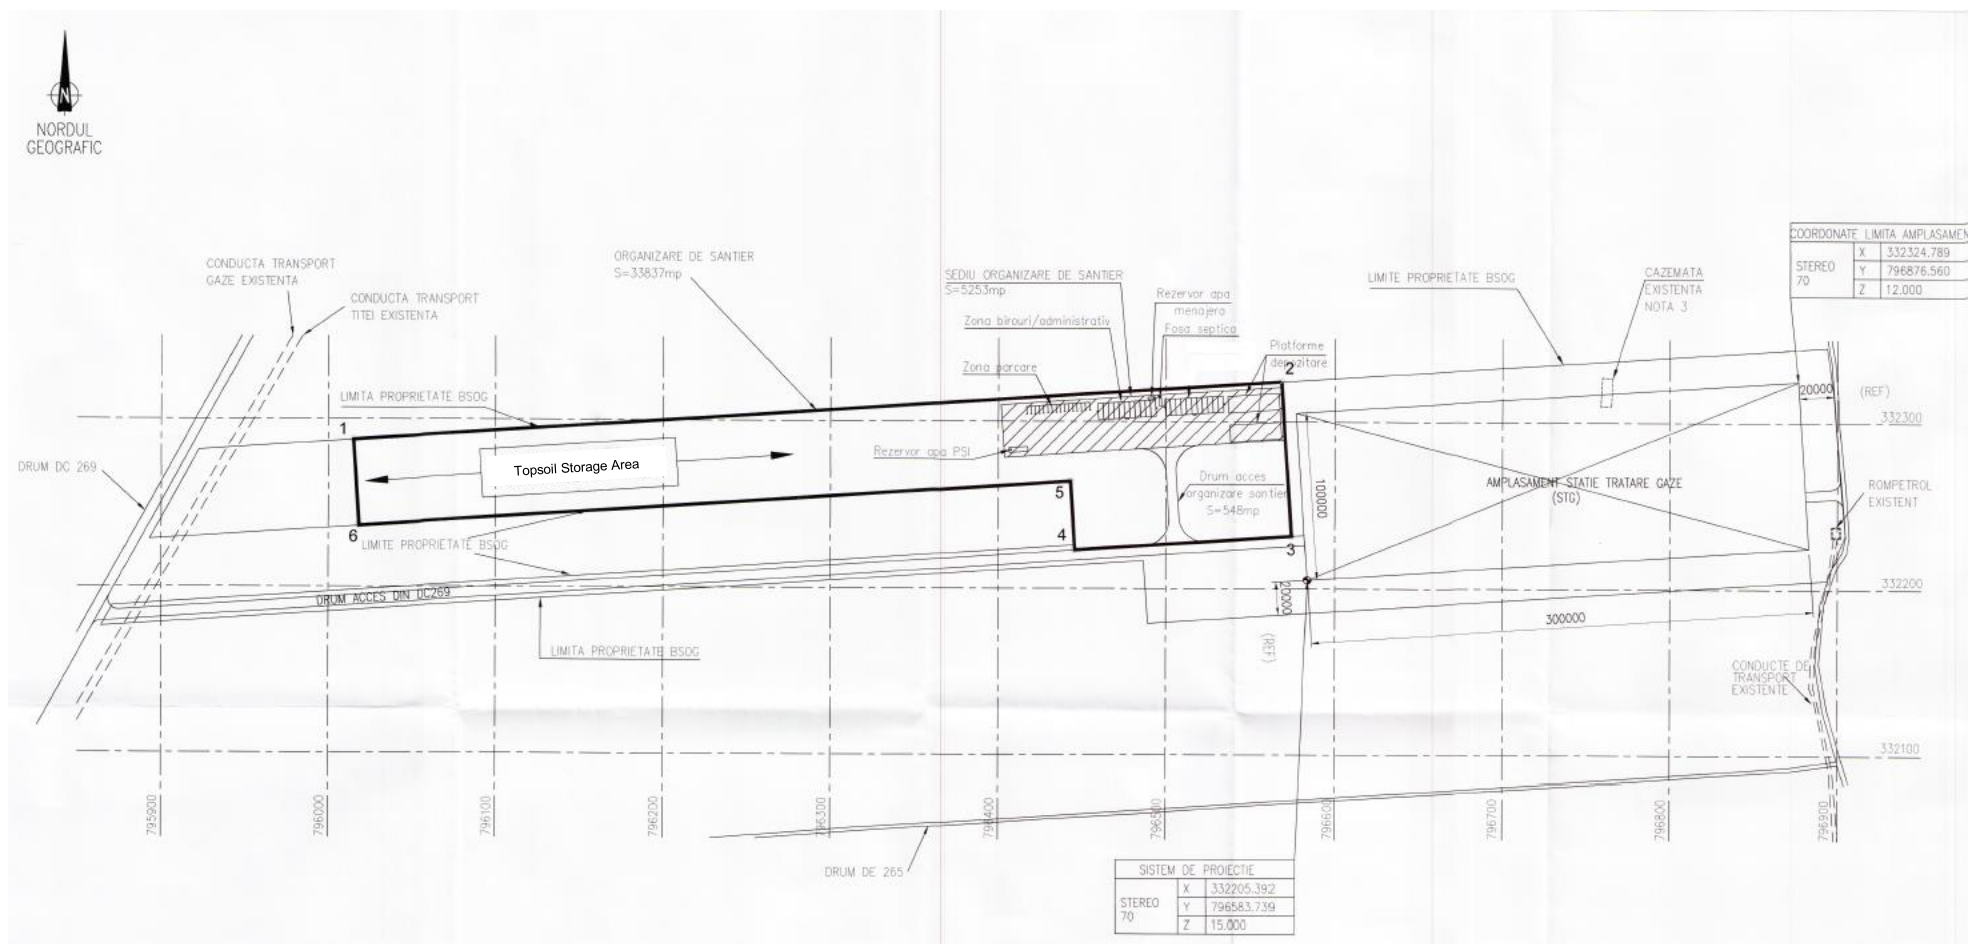 N
NORDUL
GEOGRAFIC
CONDUCTA TRANSPORT
GAZE EXISTENTA
CONDUCTA TRANSPORT
TITEI EXISTENTA
ORGANIZARE DE SANTIER
S=33837mp
SEDIU ORGANIZARE DE SANTIER
S=5253mp
Rezervor apa
menajera
Fosa septica
Zona birouri/administrativ
Zona parcare
Platforme
depozitare
LIMITE PROPRIETATE BSOG
CAZEMATA
EXISTENTA
NOTA 3
COORDONATE LIMITA AMPLASAMEN
STEREO
70
X 332324.789
Y 796876.560
Z 12.000
20000
(REF)
332300
LIMITA PROPRIETATE BSOG
1
2
DRUM DC 269
Topsoil Storage Area
Rezervor apa PSI
Drum acces
organizare santier
S=548mp
100000
AMPLASAMENT STATIE TRATARE GAZE
(STG)
ROMPETROL
EXISTENT
5
6
4
3
LIMITE PROPRIETATE BSOG
DRUM ACCES DIN DC269
20000
(REF)
332200
300000
LIMITA PROPRIETATE BSOG
CONDUCTE DE
TRANSPORT
EXISTENTE
332100
795900
796000
796100
796200
796300
796400
796500
796600
796700
796800
796900
DRUM DE 265
SISTEM DE PROIECTIE
STEREO
70
X 332205.392
Y 796583.739
Z 15.000